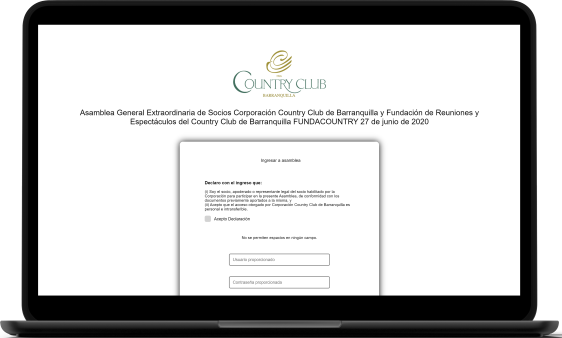 COUNTRY CLUB
BARRANQUILLA
Asamblea General Extraordinaria de Socios Corporación Country Club de Barranquilla y Fundación de Reuniones y
Espectáculos del Country Club de Barranquilla FUNDACOUNTRY 27 de junio de 2020
Ingresar a asamblea
Declaro con el ingreso que:
(i) Soy el socio, apoderado o representante legal del socio habilitado por la
Corporación para participar en la presente Asamblea, de conformidad con los
documentos previamente aportados a la misma, y
(ii) Acepto que el acceso otorgado por Corporación Country Club de Barranquilla es
personal e intransferible.
Acepto Declaración
No se permiten espacios en ningún campo
Usuario proporcionado
Contraseña proporcionada